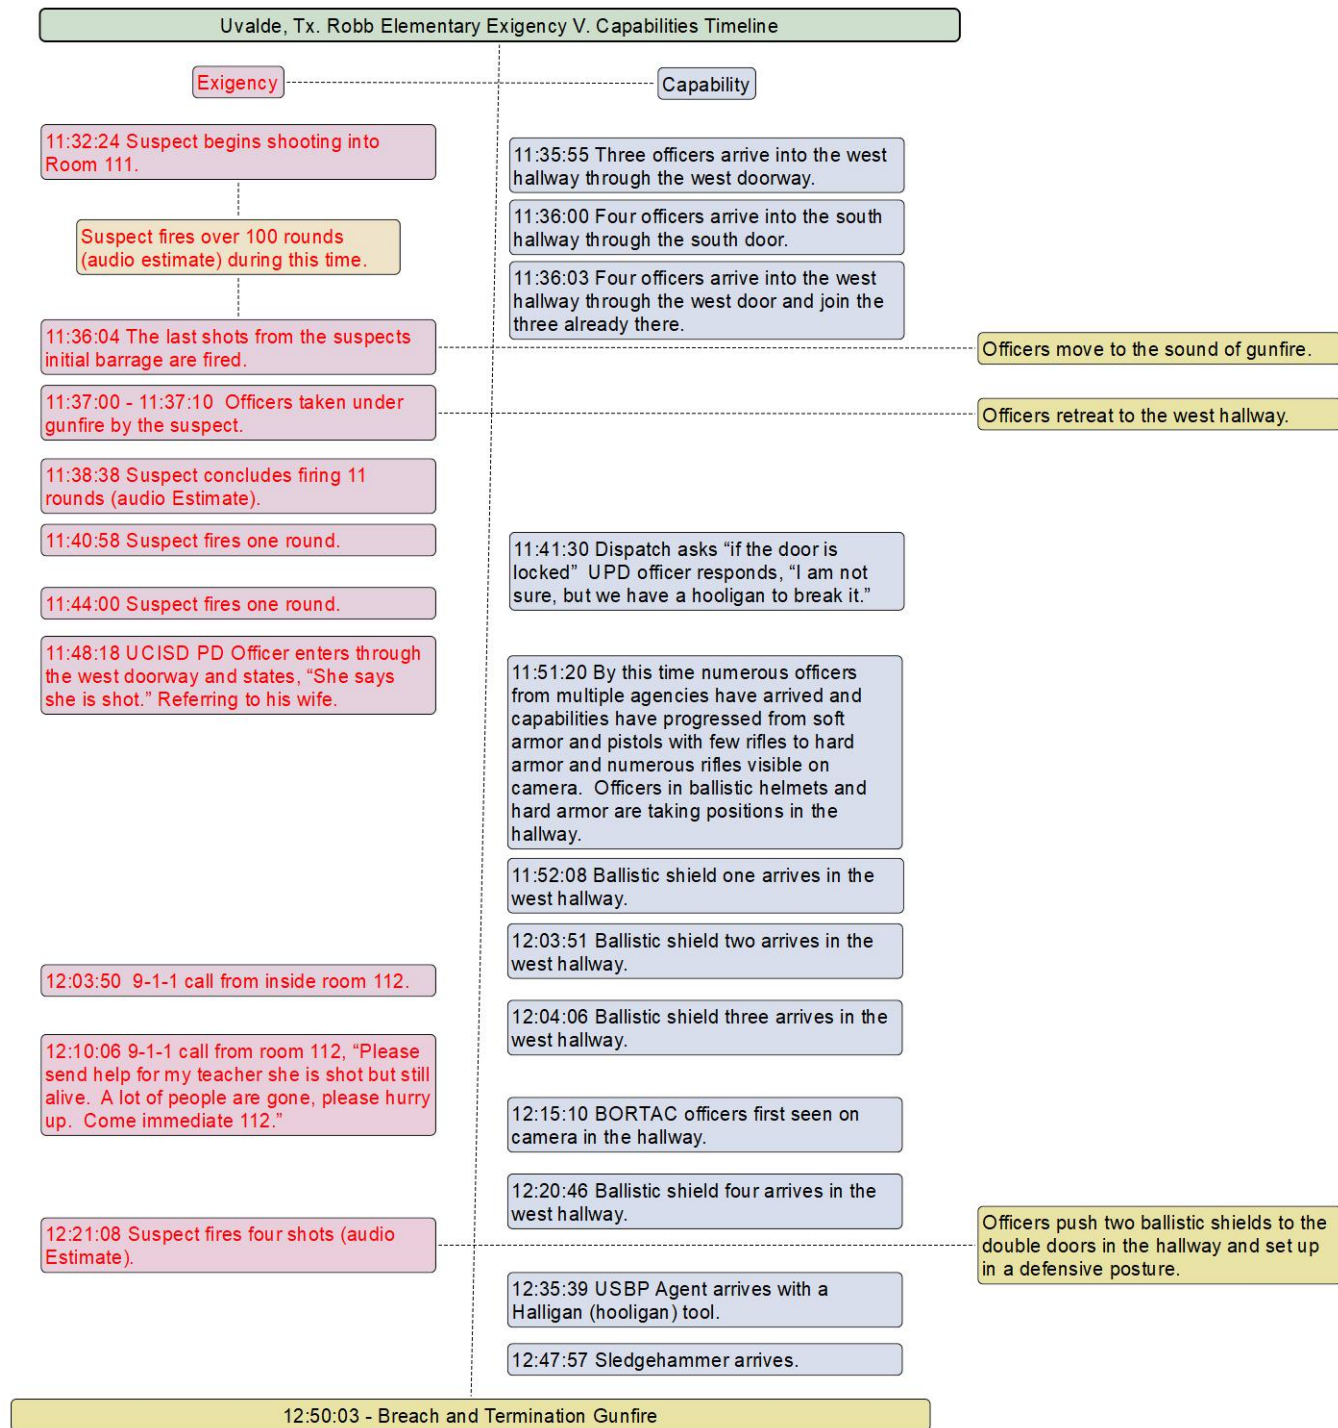 Uvalde, Tx. Robb Elementary Exigency V. Capabilities Timeline
Exigency
Capability
11:32:24 Suspect begins shooting into
Room 111.
11:35:55 Three officers arrive into the west
hallway through the west doorway.
Suspect fires over 100 rounds
(audio estimate) during this time.
11:36:00 Four officers arrive into the south
hallway through the south door.
11:36:03 Four officers arrive into the west
hallway through the west door and join the
three already there.
11:36:04 The last shots from the suspects
initial barrage are fired.
Officers move to the sound of gunfire.
11:37:00 - 11:37:10 Officers taken under
gunfire by the suspect.
Officers retreat to the west hallway.
11:38:38 Suspect concludes firing 11
rounds (audio Estimate).
11:40:58 Suspect fires one round.
11:41:30 Dispatch asks “if the door is
locked” UPD officer responds, “I am not
sure, but we have a hooligan to break it.”
11:44:00 Suspect fires one round.
11:48:18 UCISD PD Officer enters through
the west doorway and states, “She says
she is shot.” Referring to his wife.
11:51:20 By this time numerous officers
from multiple agencies have arrived and
capabilities have progressed from soft
armor and pistols with few rifles to hard
armor and numerous rifles visible on
camera. Officers in ballistic helmets and
hard armor are taking positions in the
hallway.
11:52:08 Ballistic shield one arrives in the
west hallway.
12:03:51 Ballistic shield two arrives in the
west hallway.
12:03:50 9-1-1 call from inside room 112.
12:04:06 Ballistic shield three arrives in the
west hallway.
12:10:06 9-1-1 call from room 112, “Please
send help for my teacher she is shot but still
alive. A lot of people are gone, please hurry
up. Come immediate 112.”
12:15:10 BORTAC officers first seen on
camera in the hallway.
12:20:46 Ballistic shield four arrives in the
west hallway.
12:21:08 Suspect fires four shots (audio
Estimate).
Officers push two ballistic shields to the
double doors in the hallway and set up
in a defensive posture.
12:35:39 USBP Agent arrives with a
Halligan (hooligan) tool.
12:47:57 Sledgehammer arrives.
12:50:03 - Breach and Termination Gunfire